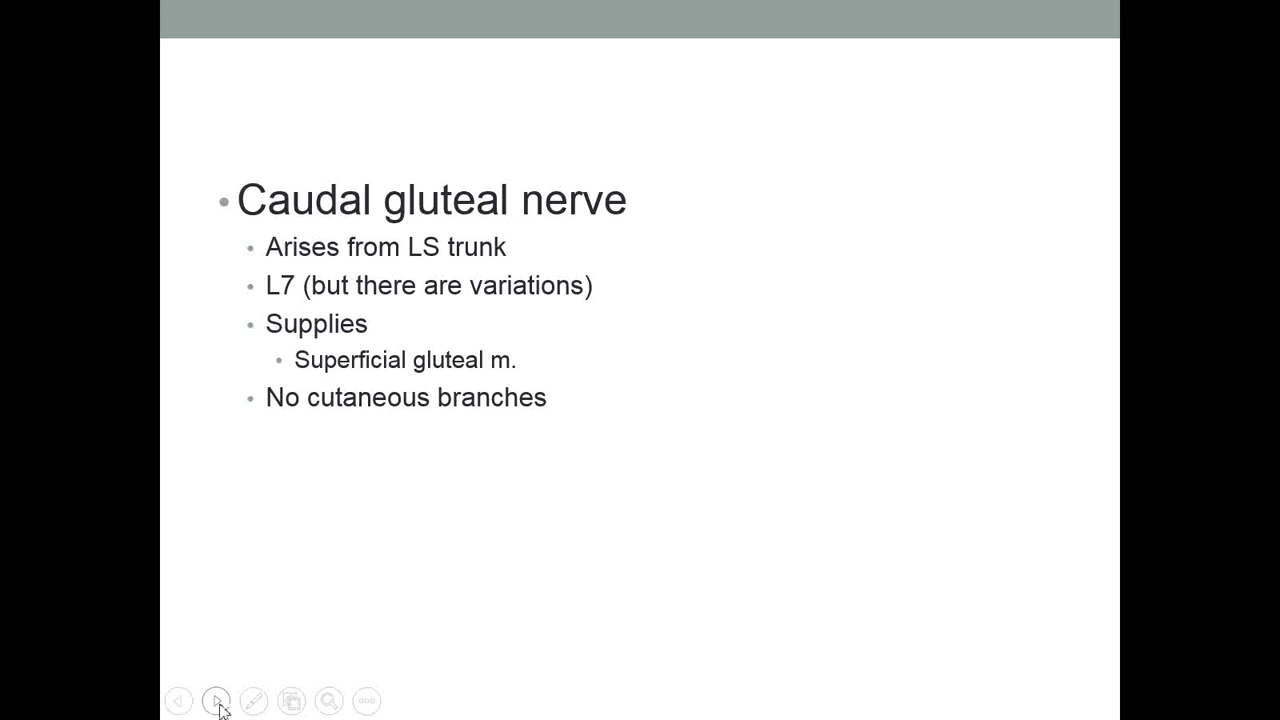 • Caudal gluteal nerve
• Arises from LS trunk
• L7 (but there are variations)
• Supplies
• Superficial gluteal m.
• No cutaneous branches